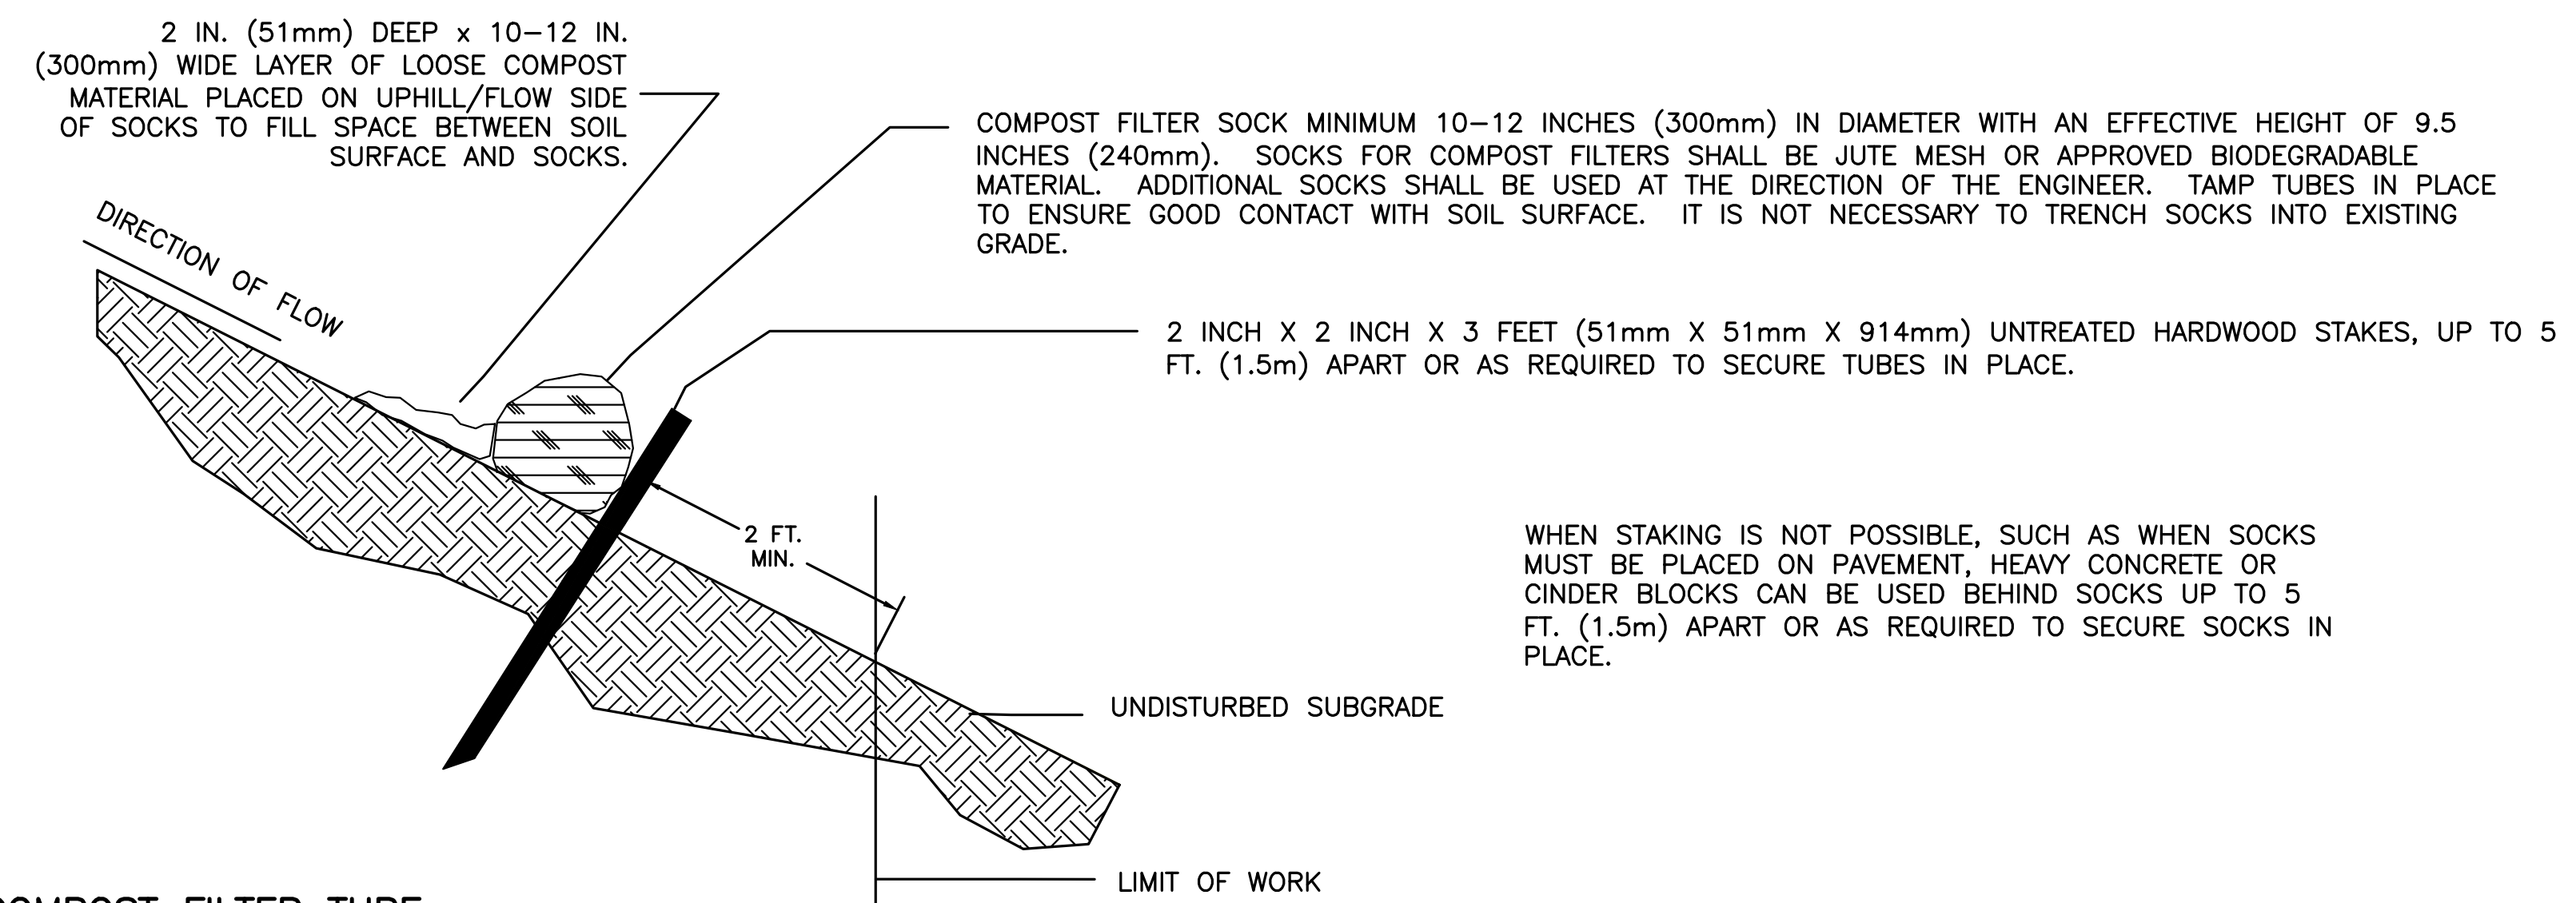 2 IN. (51mm) DEEP x 10-12 IN.
(300mm) WIDE LAYER OF LOOSE COMPOST
MATERIAL PLACED ON UPHILL/FLOW SIDE
OF SOCKS TO FILL SPACE BETWEEN SOIL
SURFACE AND SOCKS.
COMPOST FILTER SOCK MINIMUM 10-12 INCHES (300mm) IN DIAMETER WITH AN EFFECTIVE HEIGHT OF 9.5
INCHES (240mm). SOCKS FOR COMPOST FILTERS SHALL BE JUTE MESH OR APPROVED BIODEGRADABLE
MATERIAL. ADDITIONAL SOCKS SHALL BE USED AT THE DIRECTION OF THE ENGINEER. TAMP TUBES IN PLACE
TO ENSURE GOOD CONTACT WITH SOIL SURFACE. IT IS NOT NECESSARY TO TRENCH SOCKS INTO EXISTING
GRADE.
DIRECTION OF FLOW
2 INCH X 2 INCH X 3 FEET (51mm X 51mm X 914mm) UNTREATED HARDWOOD STAKES, UP TO 5
FT. (1.5m) APART OR AS REQUIRED TO SECURE TUBES IN PLACE.
2 FT.
MIN.
WHEN STAKING IS NOT POSSIBLE, SUCH AS WHEN SOCKS
MUST BE PLACED ON PAVEMENT, HEAVY CONCRETE OR
CINDER BLOCKS CAN BE USED BEHIND SOCKS UP TO 5
FT. (1.5m) APART OR AS REQUIRED TO SECURE SOCKS IN
PLACE.
UNDISTURBED SUBGRADE
LIMIT OF WORK
COMPOST FILTER TUBE